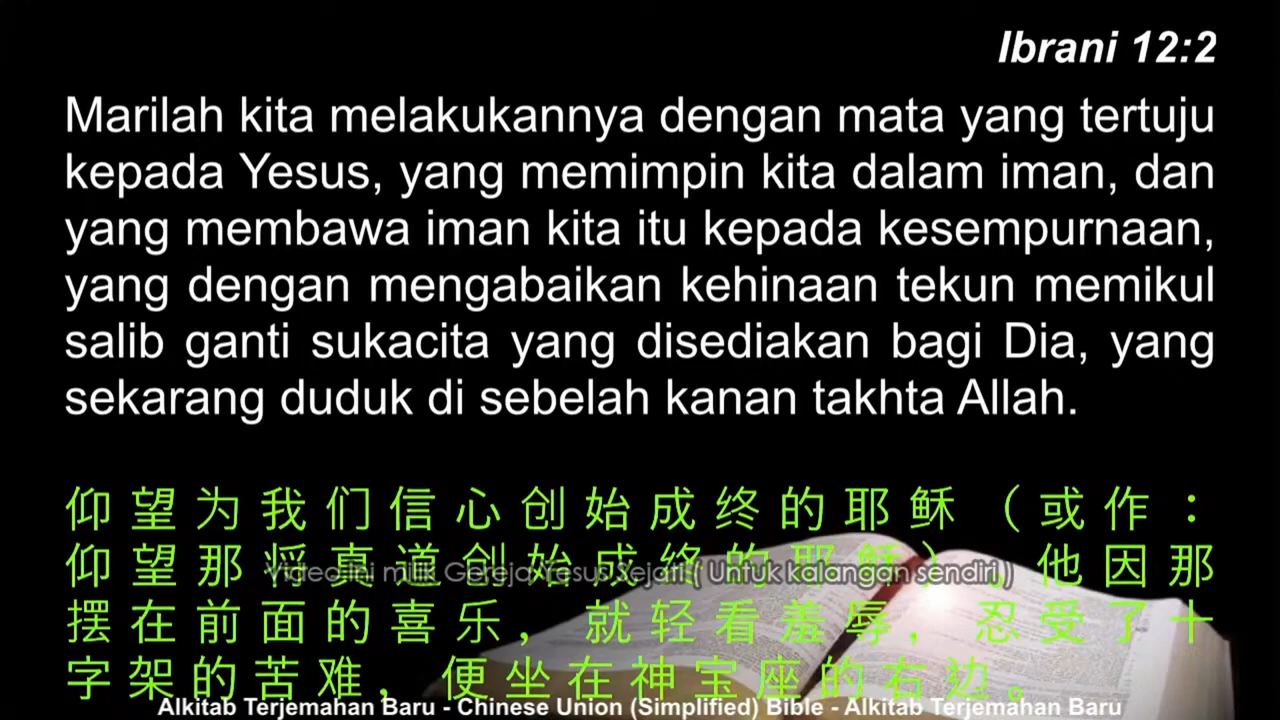 Ibrani 12:2
Marilah kita melakukannya dengan mata yang tertuju
kepada Yesus, yang memimpin kita dalam iman, dan
yang membawa iman kita itu kepada kesempurnaan,
yang dengan mengabaikan kehinaan tekun memikul
salib ganti sukacita yang disediakan bagi Dia, yang
sekarang duduk di sebelah kanan takhta Allah.
仰望为我们信心创始成终的耶稣（或作：
仰望那将真道创始成终的耶稣），他因那
Video ini milik Gereja Yesus Sejati ( Untuk kalangan sendiri )
摆在前面的喜乐，就轻看羞辱，忍受了十
字架的苦难，便坐在神宝座的右边。
Alkitab Terjemahan Baru - Chinese Union (Simplified) Bible - Alkitab Terjemahan Baru